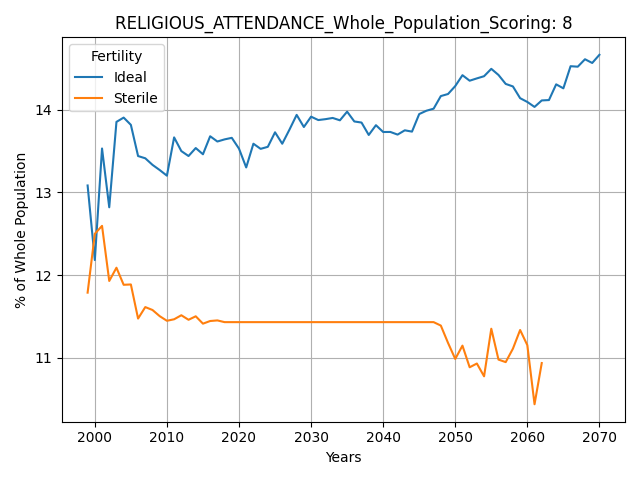 RELIGIOUS_ATTENDANCE_Whole_Population_Scoring: 8
Fertility
Ideal
Sterile
% of Whole Population
14
13
12
11
2000 2010 2020 2030 2040 2050 2060 2070
Years